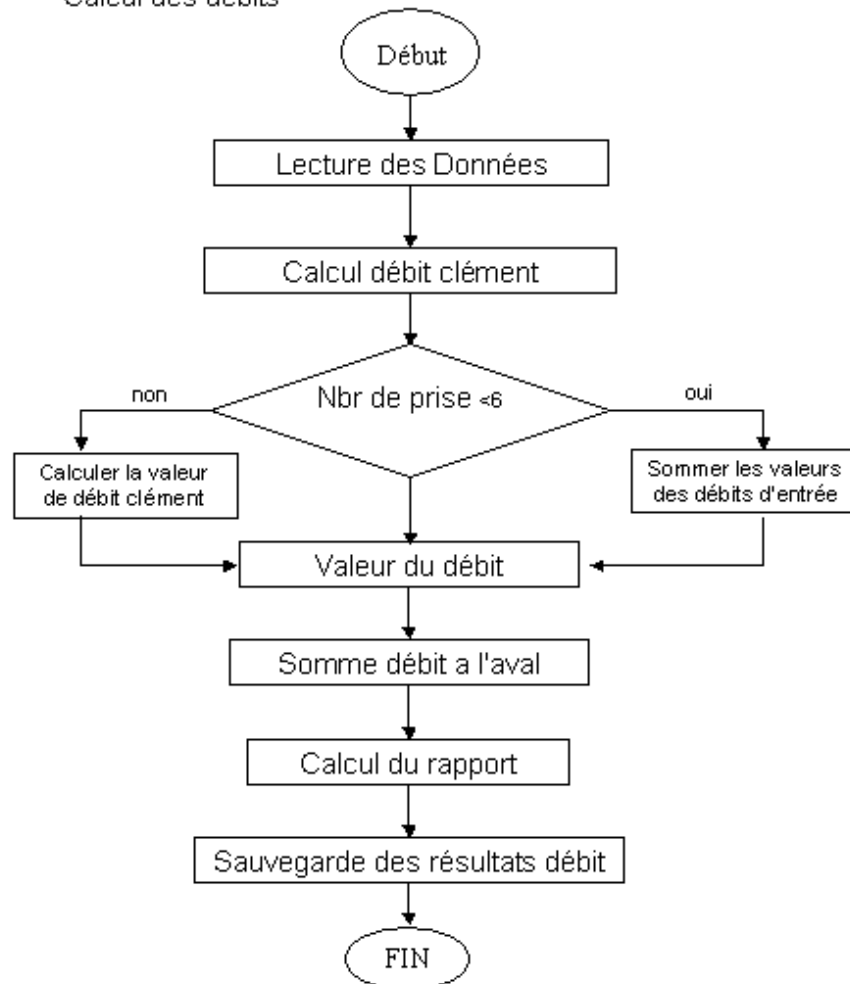 Calcul des débits
Début
Lecture des Données
Calcul débit clément
Nbr de prise <6
non
oui
Calculer la valeur
de débit clément
Sommer les valeurs
des débits d'entrée
Valeur du débit
Somme débit a l'aval
Calcul du rapport
Sauvegarde des résultats débit
FIN